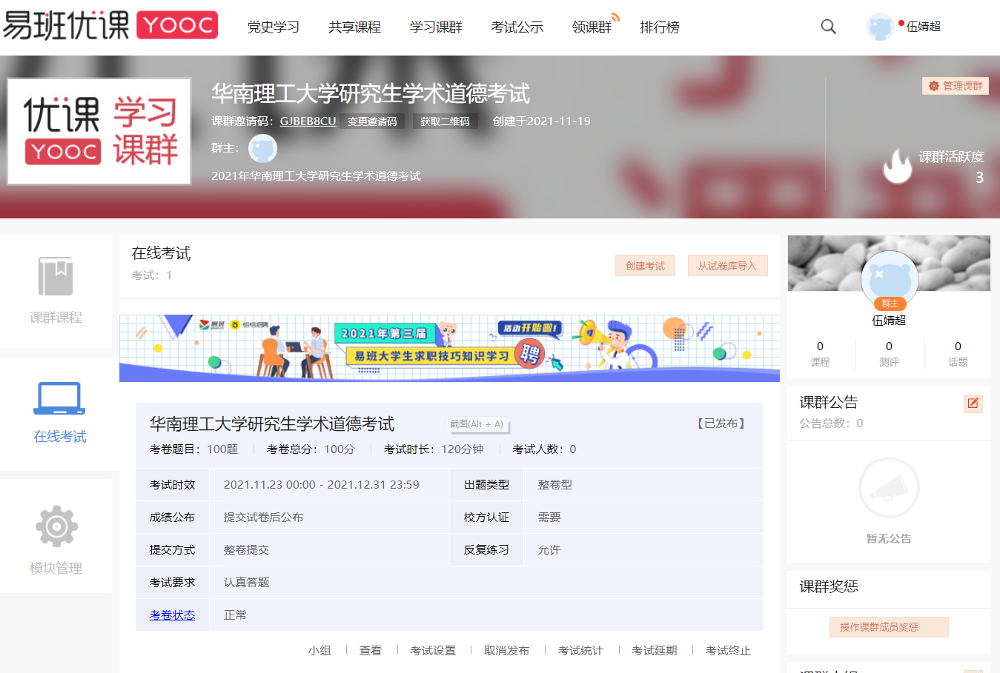 易班优课 YOOC
党史学习 共享课程 学习课群 考试公示 领课群 排行榜
伍婧超
优课 学习
YOOC 课群
华南理工大学研究生学术道德考试
课群邀请码：GJBEB8CU 变更邀请码 获取二维码 创建于2021-11-19
群主：
2021年华南理工大学研究生学术道德考试
管理课群
课群活跃度
3
课群课程
在线考试
模块管理
在线考试
考试：1
创建考试 从试卷库导入
易班
2021年第三届
易班大学生求职技巧知识学习
聘
活动开始啦！
华南理工大学研究生学术道德考试
截图(Alt + A)
【已发布】
考卷题目：100题 考卷总分：100分 考试时长：120分钟 考试人数：0
考试时效 2021.11.23 00:00 - 2021.12.31 23:59 出题类型 整卷型
成绩公布 提交试卷后公布 校方认证 需要
提交方式 整卷提交 反复练习 允许
考试要求 认真答题
考卷状态 正常
小组 查看 考试设置 取消发布 考试统计 考试延期 考试终止
群主
伍婧超
0 0 0
课程 测评 话题
课群公告
公告总数：0
暂无公告
课群奖惩
操作课群成员奖惩